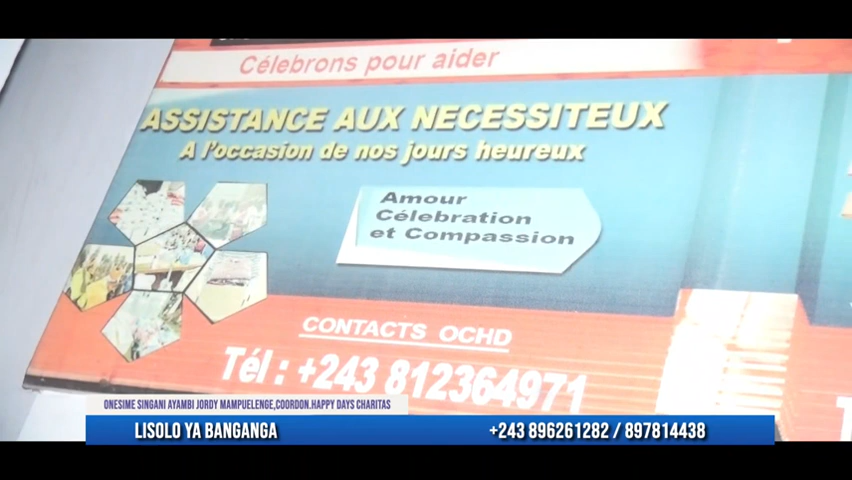 Célebrons pour aider
ASSISTANCE AUX NECESSITEUX
A l'occasion de nos jours heureux
Amour
Célebration
et Compassion
CONTACTS OCHD
Tél : +243 812364971
ONESIME SINGANI AYAMBI JORDY MAMPUELENGE,COORDON.HAPPY DAYS CHARITAS
LISOLO YA BANGANGA
+243 896261282 / 897814438